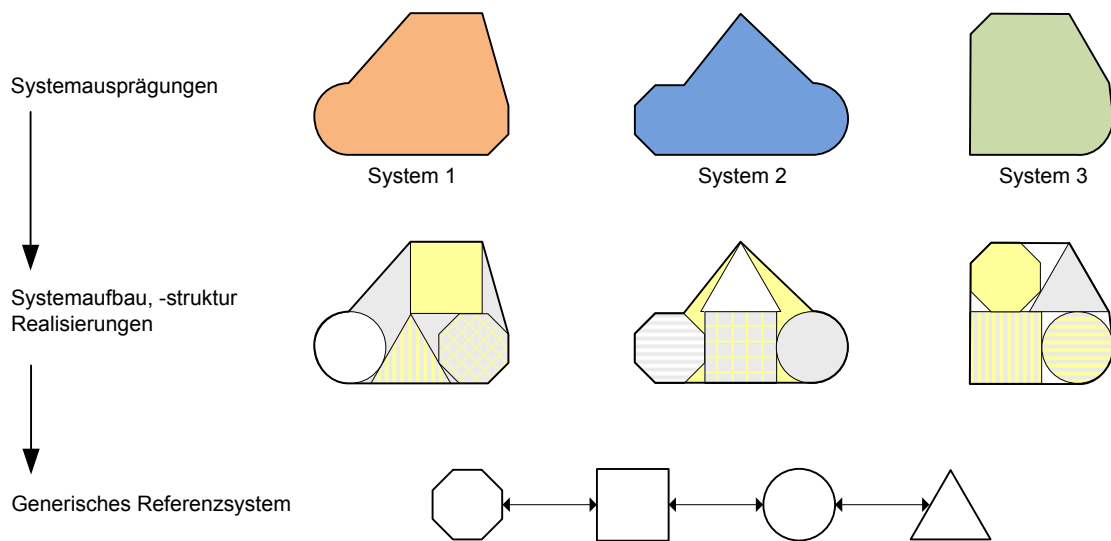 Systemausprägungen
System 1
System 2
System 3
Systemaufbau, -struktur
Realisierungen
Generisches Referenzsystem